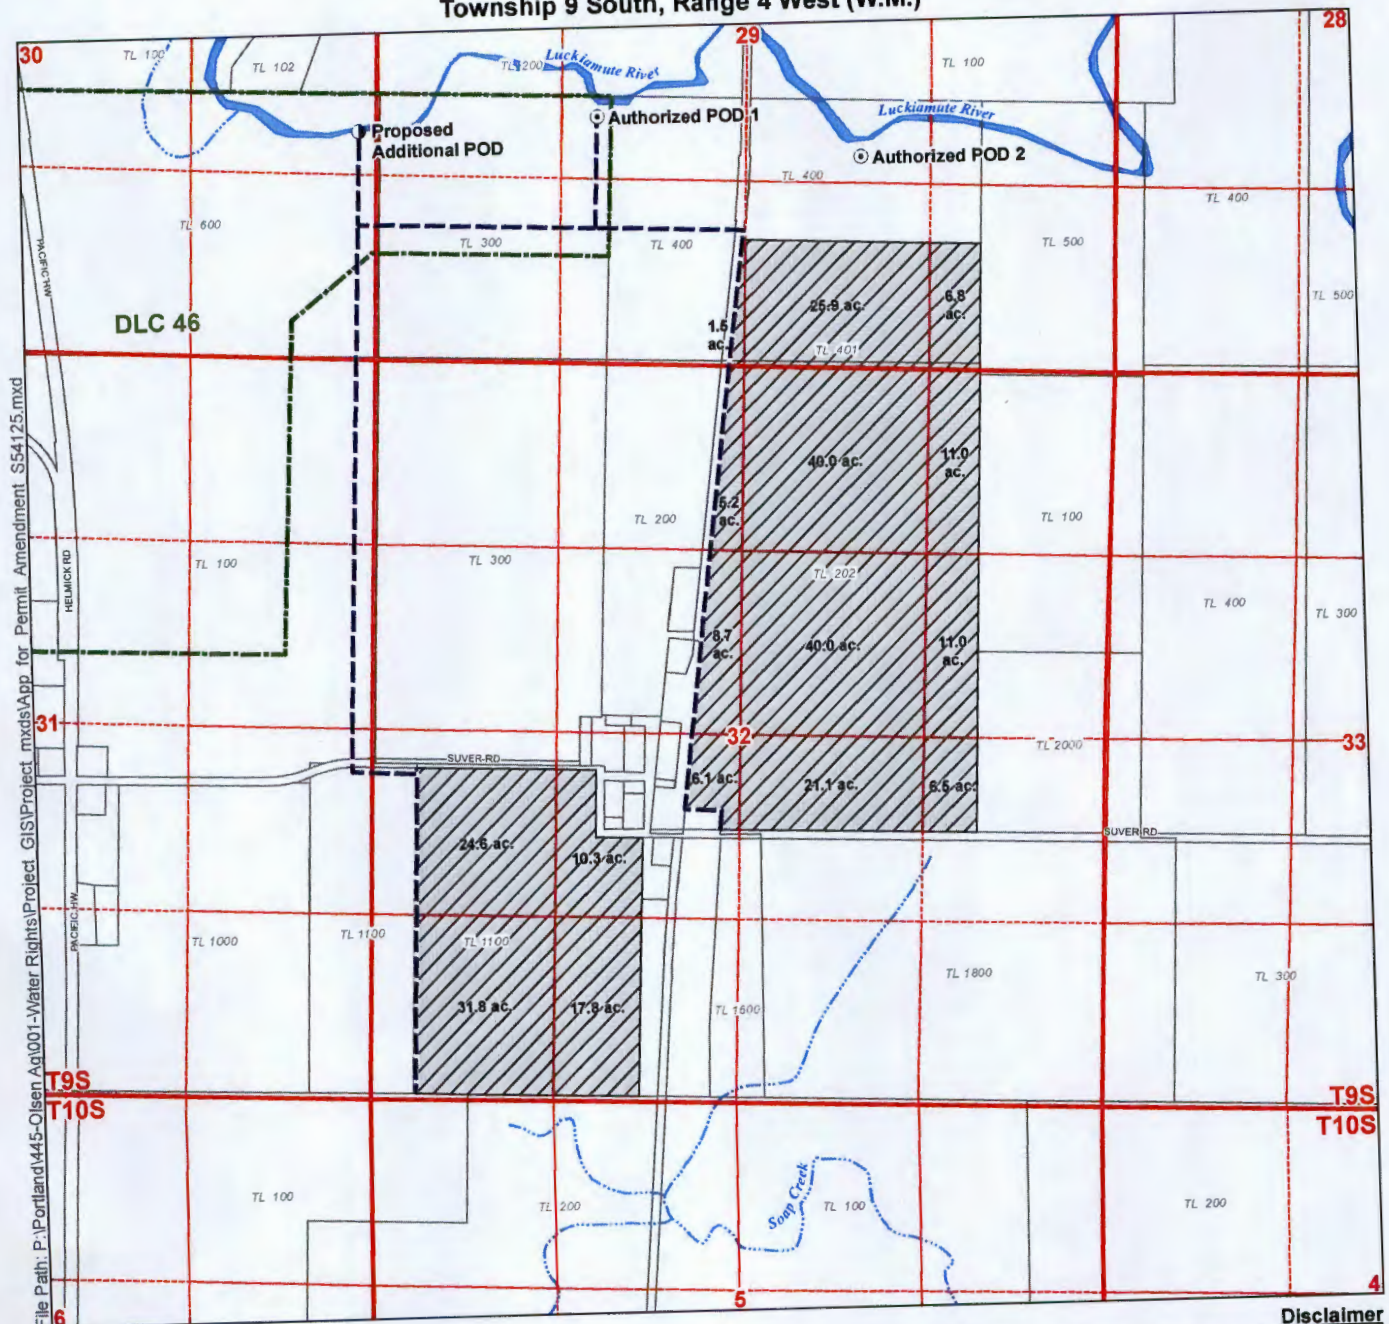 Township 9 South, Range 4 West (W.M.)
30
29
28
TL 100
TL 102
TL 200
Luckiamute River
TL 100
Luckiamute River
Proposed
Additional POD
Authorized POD 1
Authorized POD 2
TL 400
TL 400
TL 600
TL 300
TL 400
TL 500
PACIFIC HW
DLC 46
25.9 ac.
6.8
ac.
TL 500
1.5
ac.
TL 401
40.0 ac.
11.0
ac.
5.2
ac.
TL 200
TL 100
TL 100
TL 300
TL 202
HELMICK RD
TL 400
TL 300
8.7
ac.
40.0 ac.
11.0
ac.
31
32
33
TL 2000
SUVER RD
6.1 ac.
21.1 ac.
6.5 ac.
SUVER RD
24.6 ac.
10.3 ac.
PACIFIC HW
TL 1000
TL 1100
TL 1100
TL 1800
TL 300
31.8 ac.
17.8 ac.
TL 1600
T9S
T10S
T9S
T10S
TL 100
TL 200
Soap Creek
TL 100
TL 200
6
5
4
Disclaimer
File Path: P:\Portland\445-Olsen Ag\001-Water Rights\Project_GIS\Project_mxds\App_for_Permit_Amendment_S54125.mxd